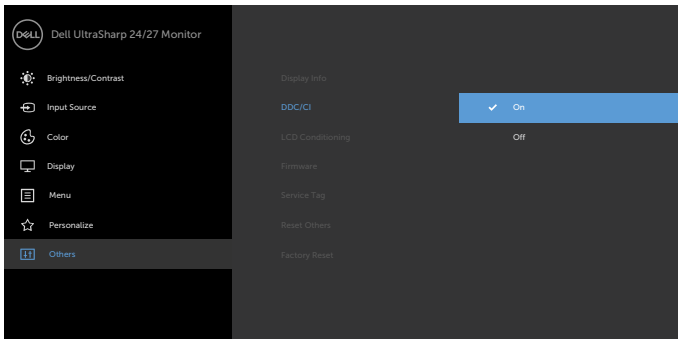 DELL Dell UltraSharp 24/27 Monitor
Brightness/Contrast
Display Info
Input Source
DDC/CI
On
Color
LCD Conditioning
Off
Display
Firmware
Menu
Service Tag
Personalize
Reset Others
Others
Factory Reset